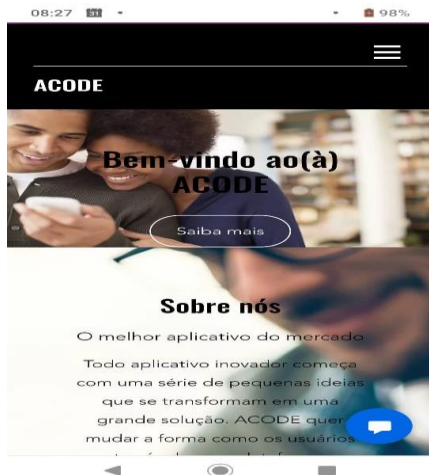 08:27 31
98%
ACODE
Bem-vindo ao(à)
ACODE
Saiba mais
Sobre nós
O melhor aplicativo do mercado
Todo aplicativo inovador começa
com uma série de pequenas ideias
que se transformam em uma
grande solução. ACODE quer
mudar a forma como os usuários